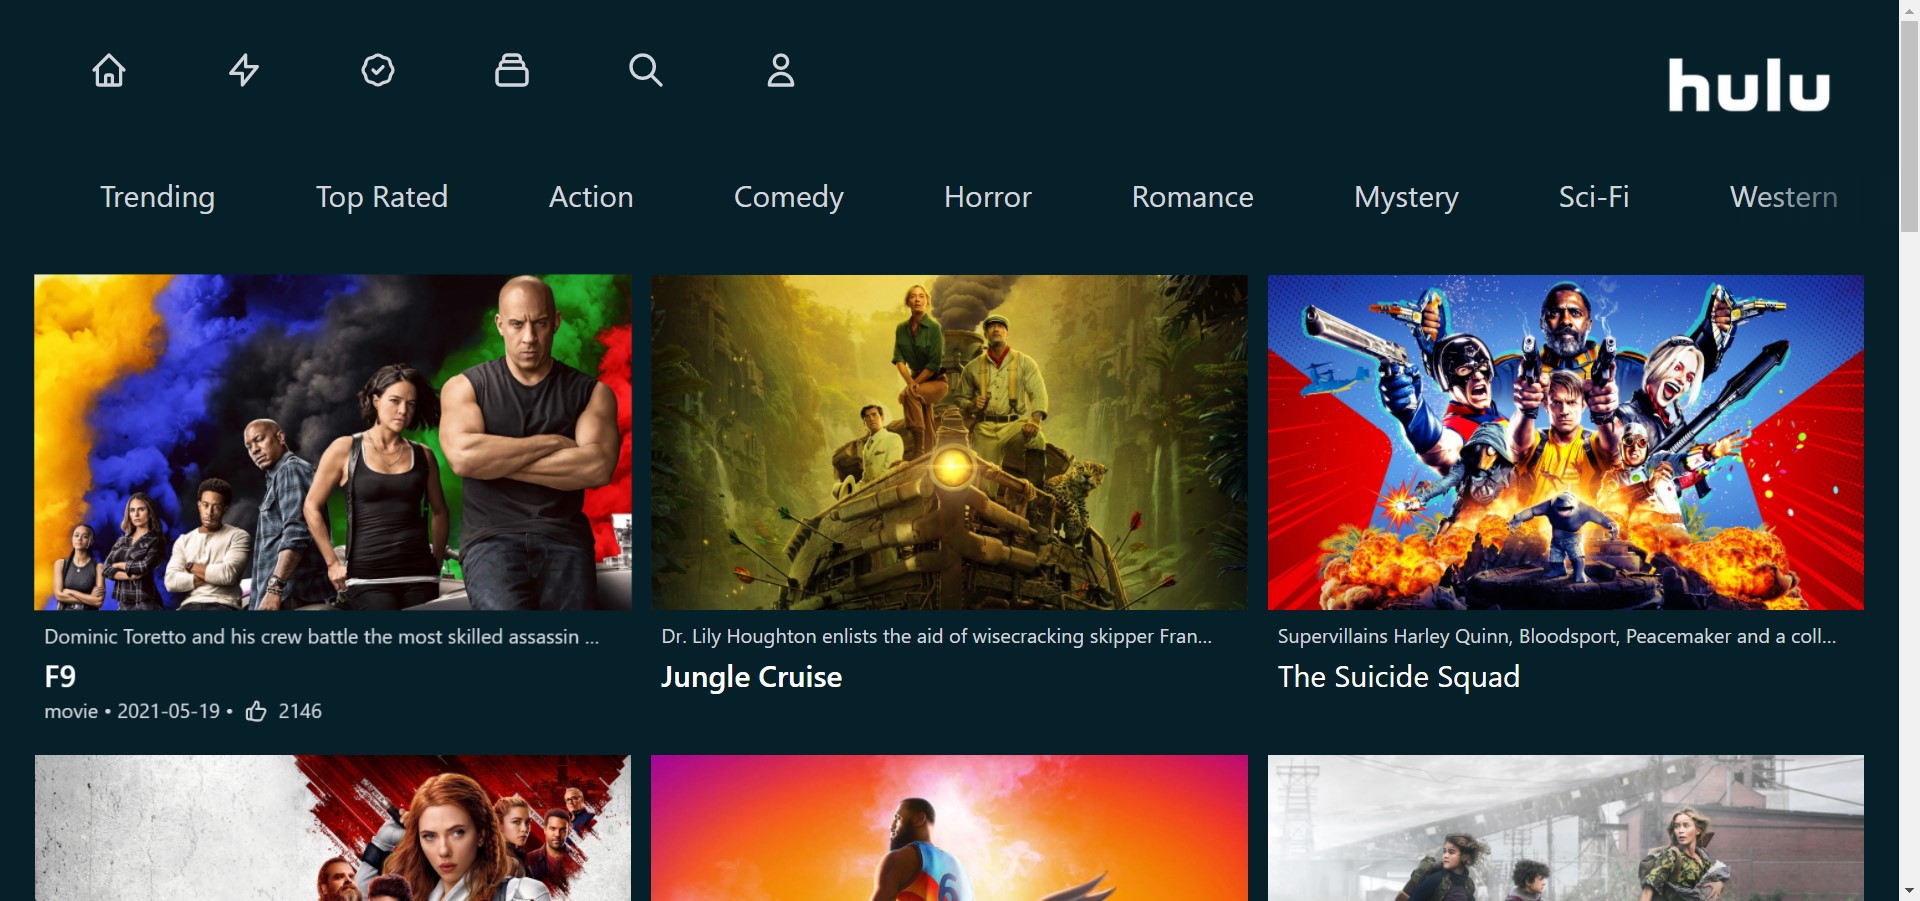 hulu
Trending Top Rated Action Comedy Horror Romance Mystery Sci-Fi Western
Dominic Toretto and his crew battle the most skilled assassin ...
F9
movie • 2021-05-19 • 2146
Dr. Lily Houghton enlists the aid of wisecracking skipper Fran...
Jungle Cruise
Supervillains Harley Quinn, Bloodsport, Peacemaker and a coll...
The Suicide Squad
6